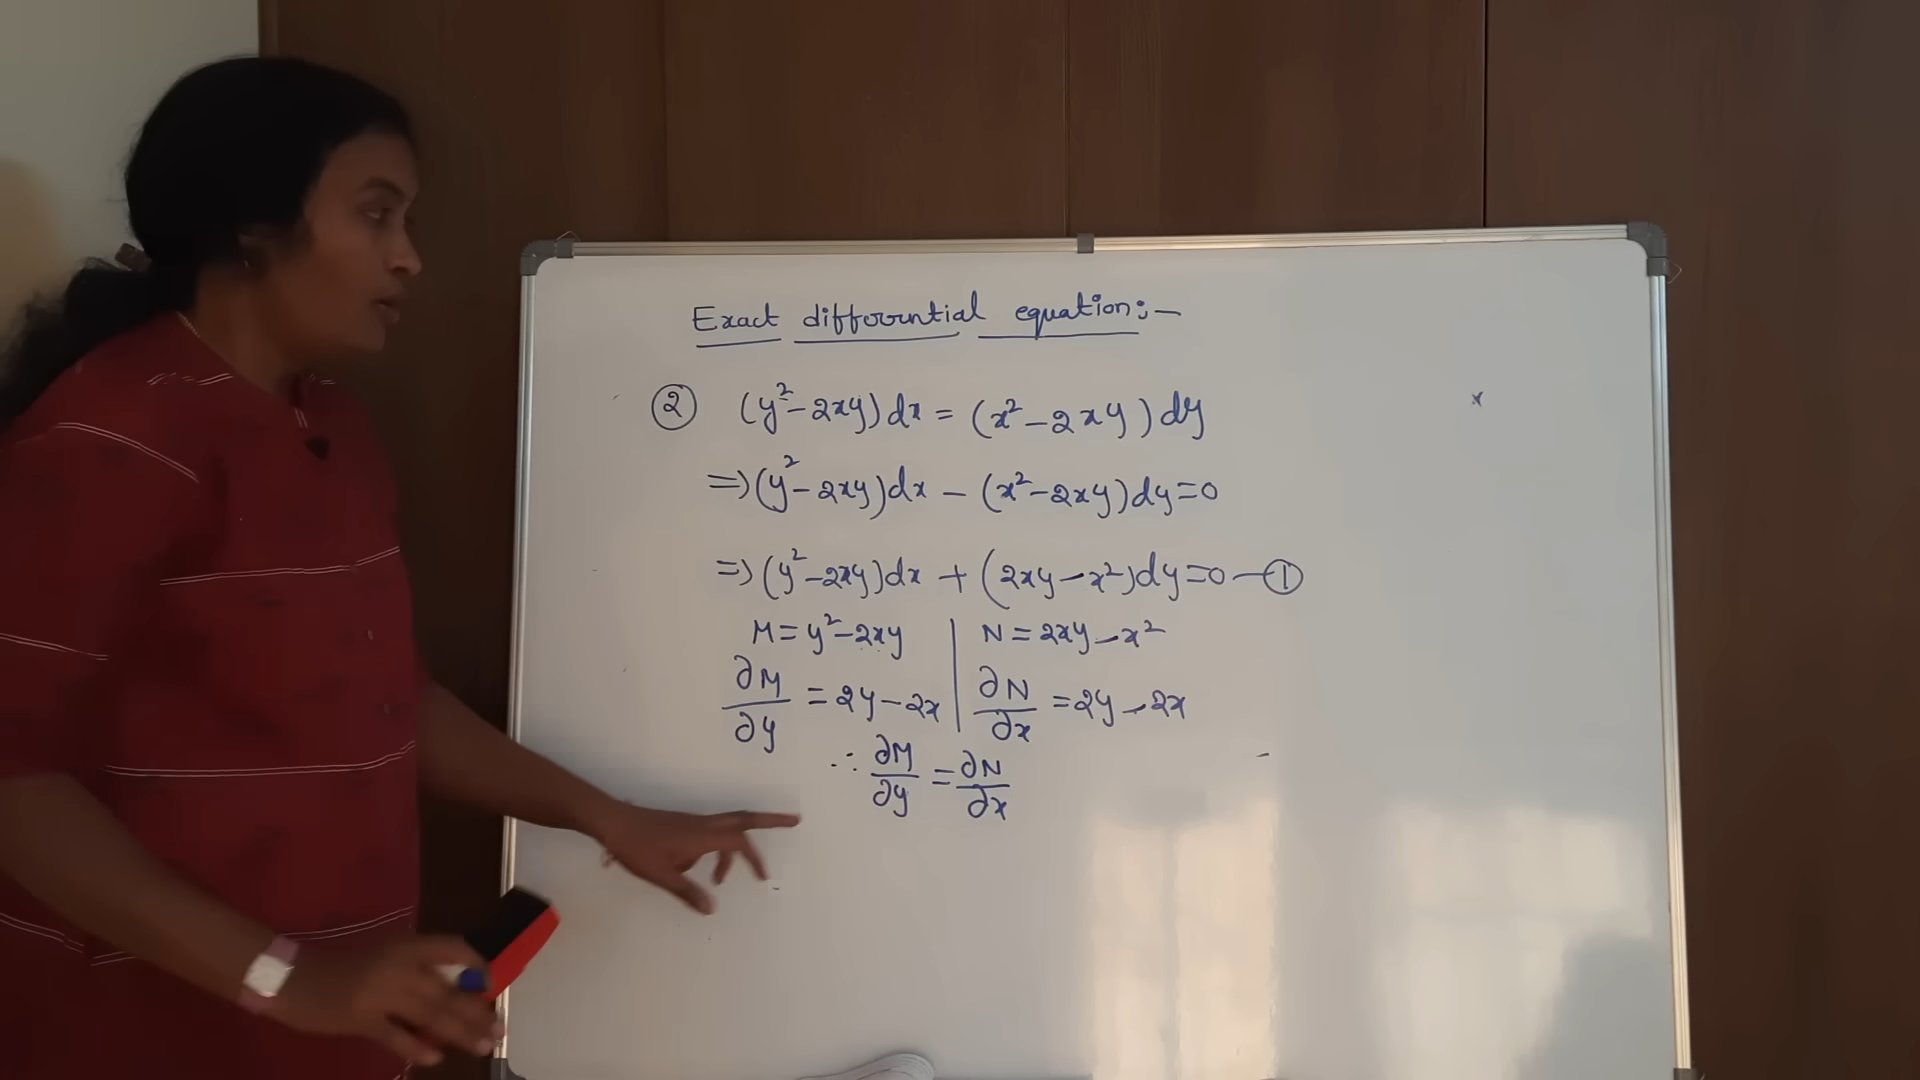 Exact differential equation:-
② (y²-2xy)dx = (x²-2xy)dy
⇒(y²-2xy)dx - (x²-2xy)dy=0
⇒(y²-2xy)dx + (2xy-x²)dy=0 — ①
M=y²-2xy | N=2xy-x²
∂M/∂y = 2y-2x | ∂N/∂x = 2y-2x
∴ ∂M/∂y = ∂N/∂x